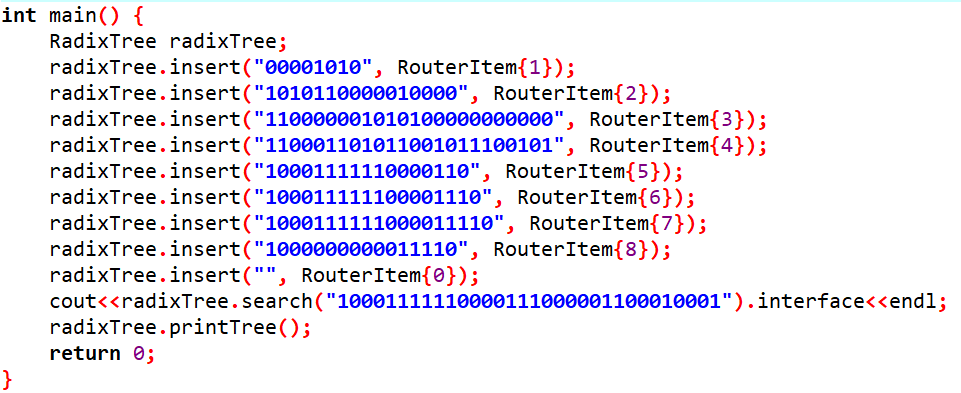 int main() {
RadixTree radixTree;
radixTree.insert("00001010", RouterItem{1});
radixTree.insert("1010110000010000", RouterItem{2});
radixTree.insert("110000001010100000000000", RouterItem{3});
radixTree.insert("110001101011001011100101", RouterItem{4});
radixTree.insert("10001111110000110", RouterItem{5});
radixTree.insert("100011111100001110", RouterItem{6});
radixTree.insert("1000111111000011110", RouterItem{7});
radixTree.insert("1000000000011110", RouterItem{8});
radixTree.insert("", RouterItem{0});
cout<<radixTree.search("10001111110000111000001100010001").interface<<endl;
radixTree.printTree();
return 0;
}